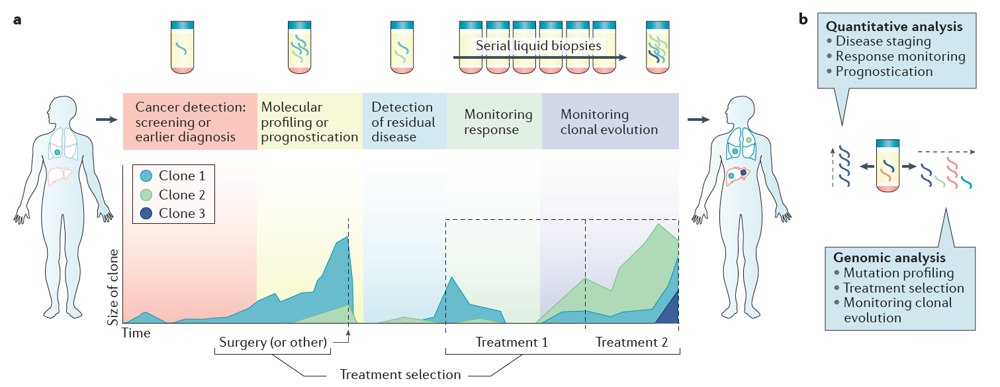 a
Serial liquid biopsies
Cancer detection:
screening or
earlier diagnosis
Molecular
profiling or
prognostication
Detection
of residual
disease
Monitoring
response
Monitoring
clonal evolution
Clone 1
Clone 2
Clone 3
Size of clone
Time
Surgery (or other)
Treatment 1
Treatment 2
Treatment selection
b
Quantitative analysis
• Disease staging
• Response monitoring
• Prognostication
Genomic analysis
• Mutation profiling
• Treatment selection
• Monitoring clonal
evolution